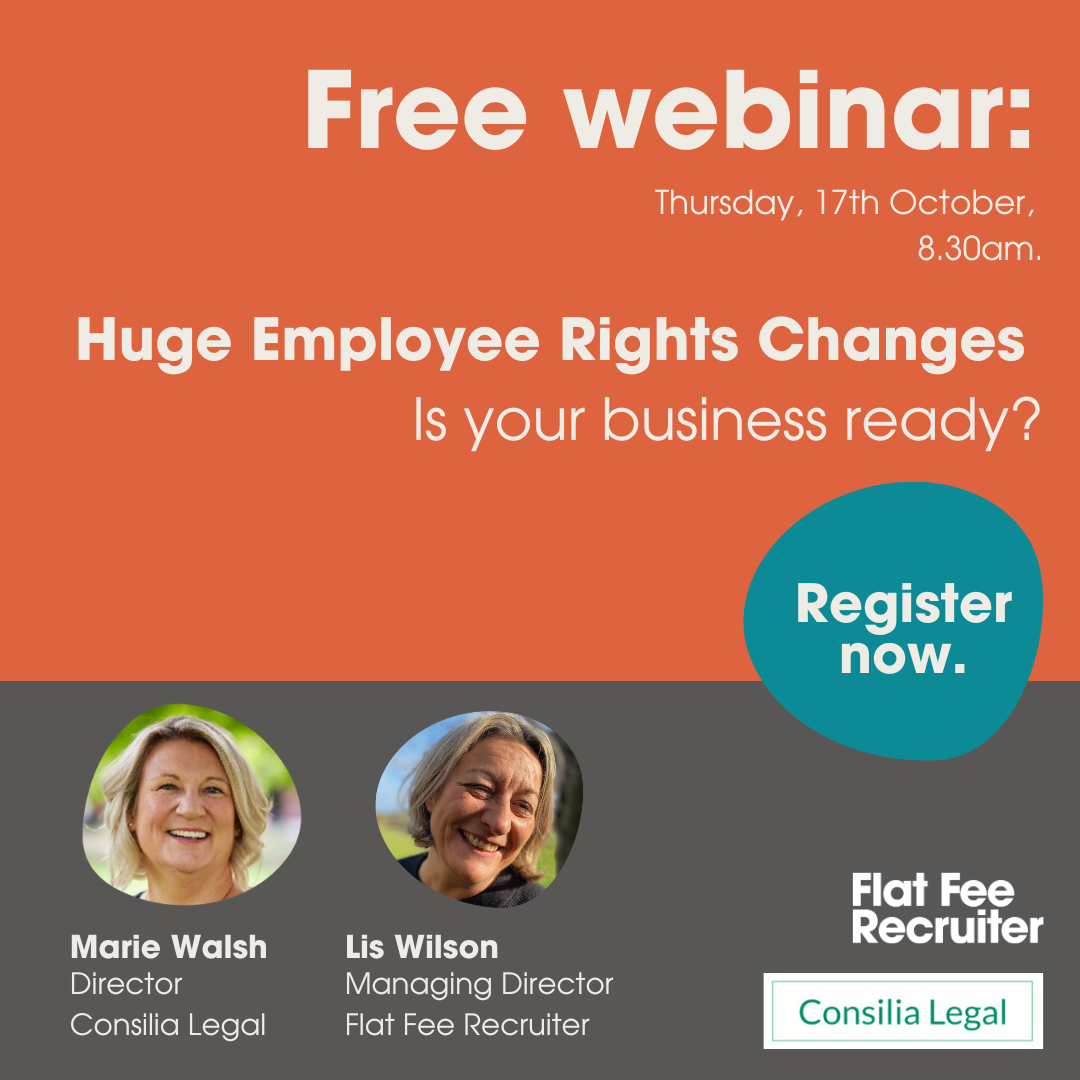 Free webinar:
Thursday, 17th October,
8.30am.
Huge Employee Rights Changes
Is your business ready?
Register
now.
Marie Walsh
Director
Consilia Legal
Lis Wilson
Managing Director
Flat Fee Recruiter
Flat Fee
Recruiter
Consilia Legal